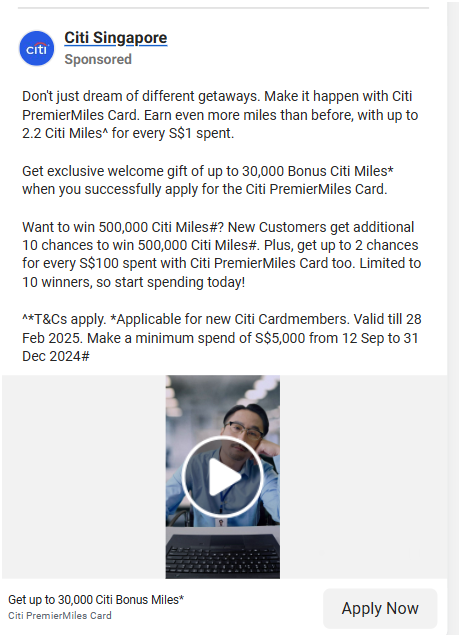 citi
Citi Singapore
Sponsored
Don't just dream of different getaways. Make it happen with Citi
PremierMiles Card. Earn even more miles than before, with up to
2.2 Citi Miles^ for every S$1 spent.
Get exclusive welcome gift of up to 30,000 Bonus Citi Miles*
when you successfully apply for the Citi PremierMiles Card.
Want to win 500,000 Citi Miles#? New Customers get additional
10 chances to win 500,000 Citi Miles#. Plus, get up to 2 chances
for every S$100 spent with Citi PremierMiles Card too. Limited to
10 winners, so start spending today!
^*T&Cs apply. *Applicable for new Citi Cardmembers. Valid till 28
Feb 2025. Make a minimum spend of S$5,000 from 12 Sep to 31
Dec 2024#
Get up to 30,000 Citi Bonus Miles*
Citi PremierMiles Card
Apply Now